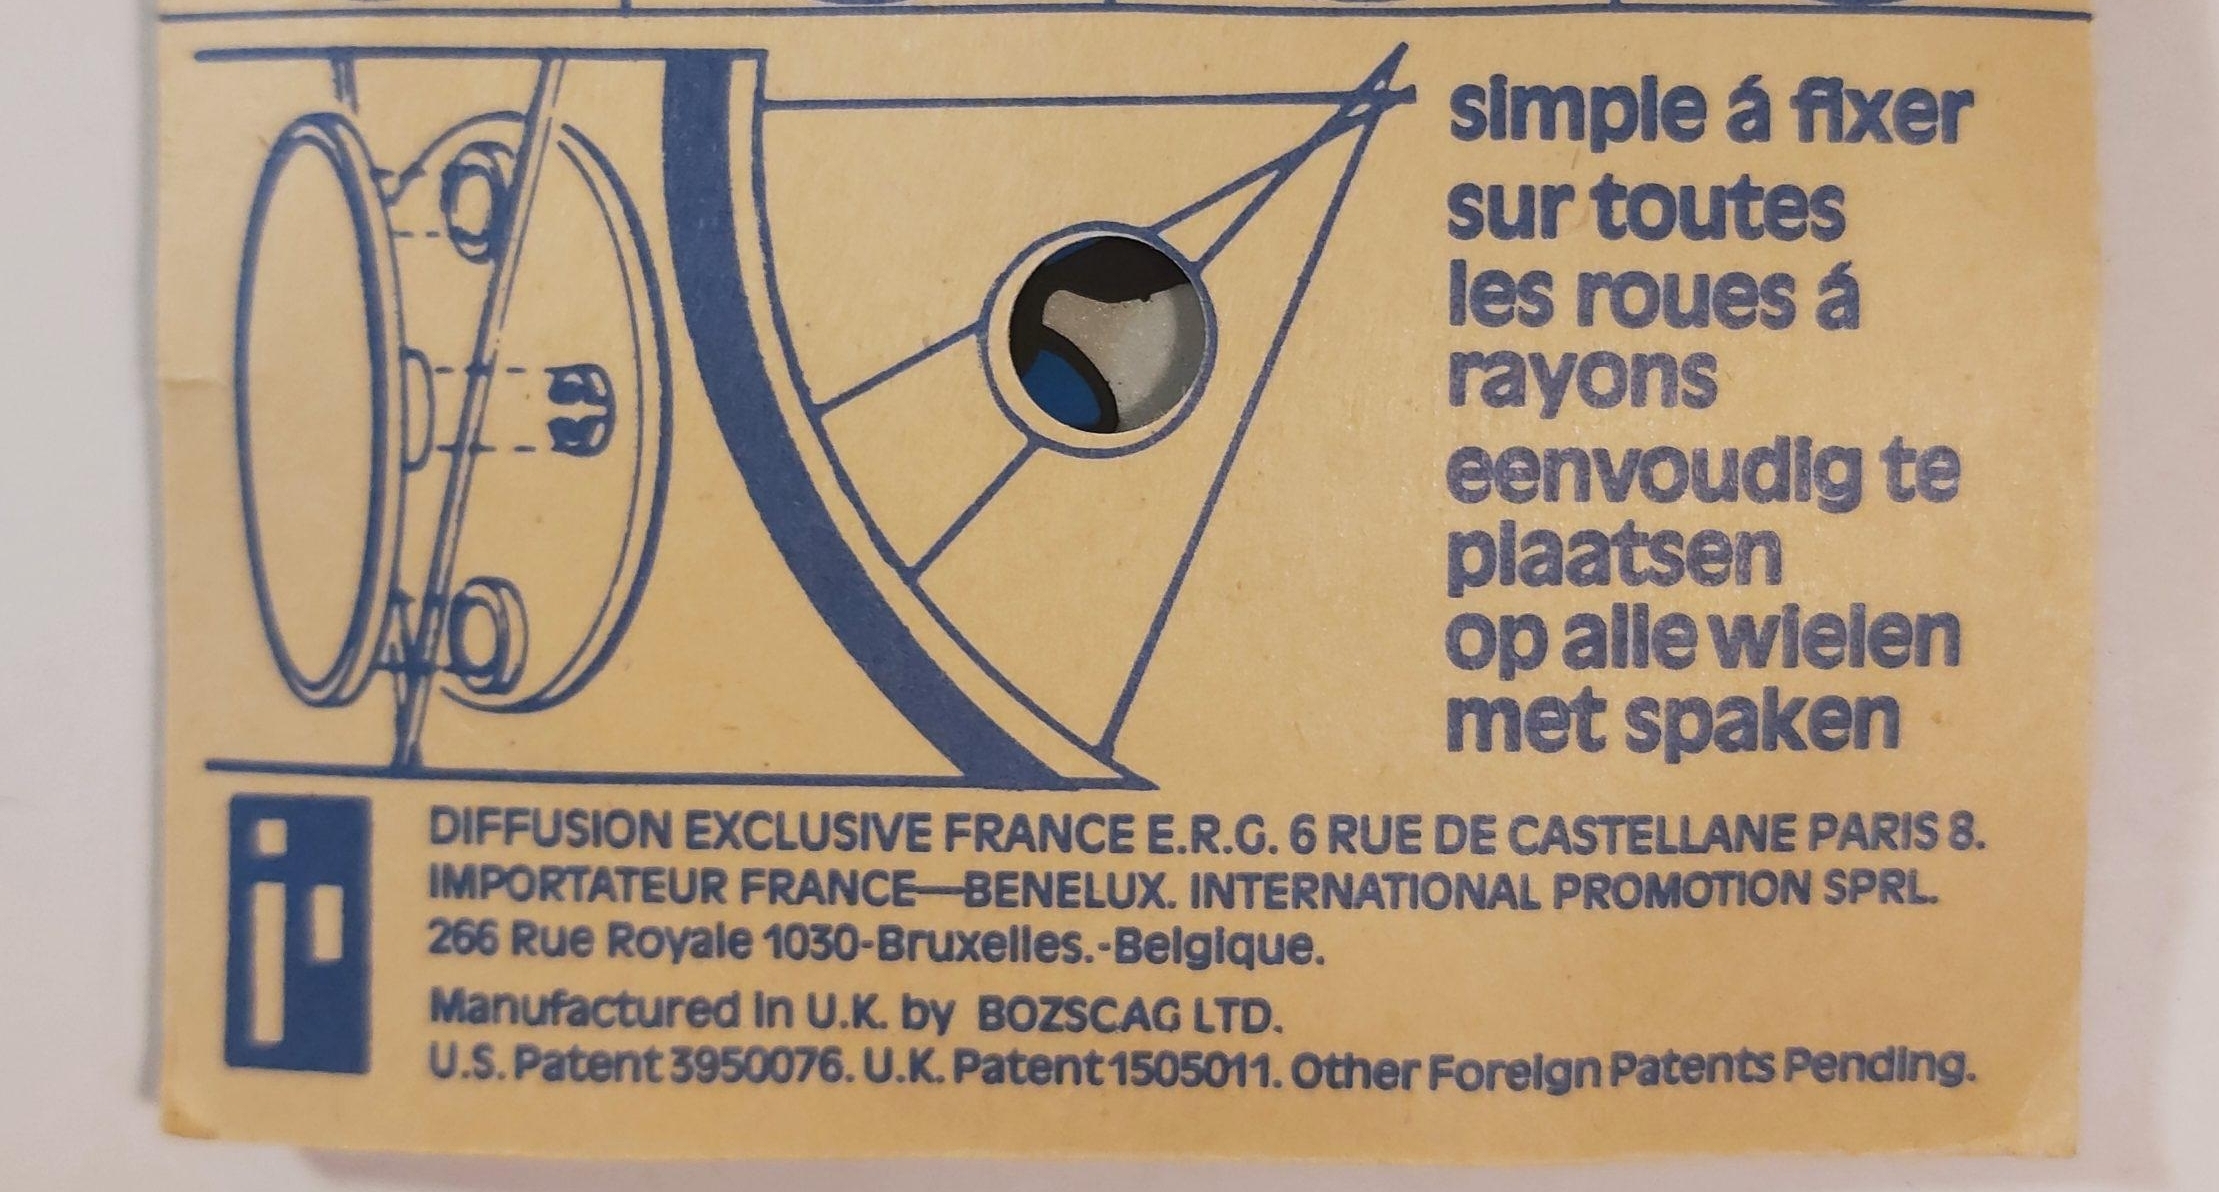 simple á fixer
sur toutes
les roues á
rayons
eenvoudig te
plaatsen
op alle wielen
met spaken
DIFFUSION EXCLUSIVE FRANCE E.R.G. 6 RUE DE CASTELLANE PARIS 8.
IMPORTATEUR FRANCE—BENELUX. INTERNATIONAL PROMOTION SPRL.
266 Rue Royale 1030-Bruxelles.-Belgique.
Manufactured in U.K. by BOZSCAG LTD.
U.S. Patent 3950076. U.K. Patent 1505011. Other Foreign Patents Pending.